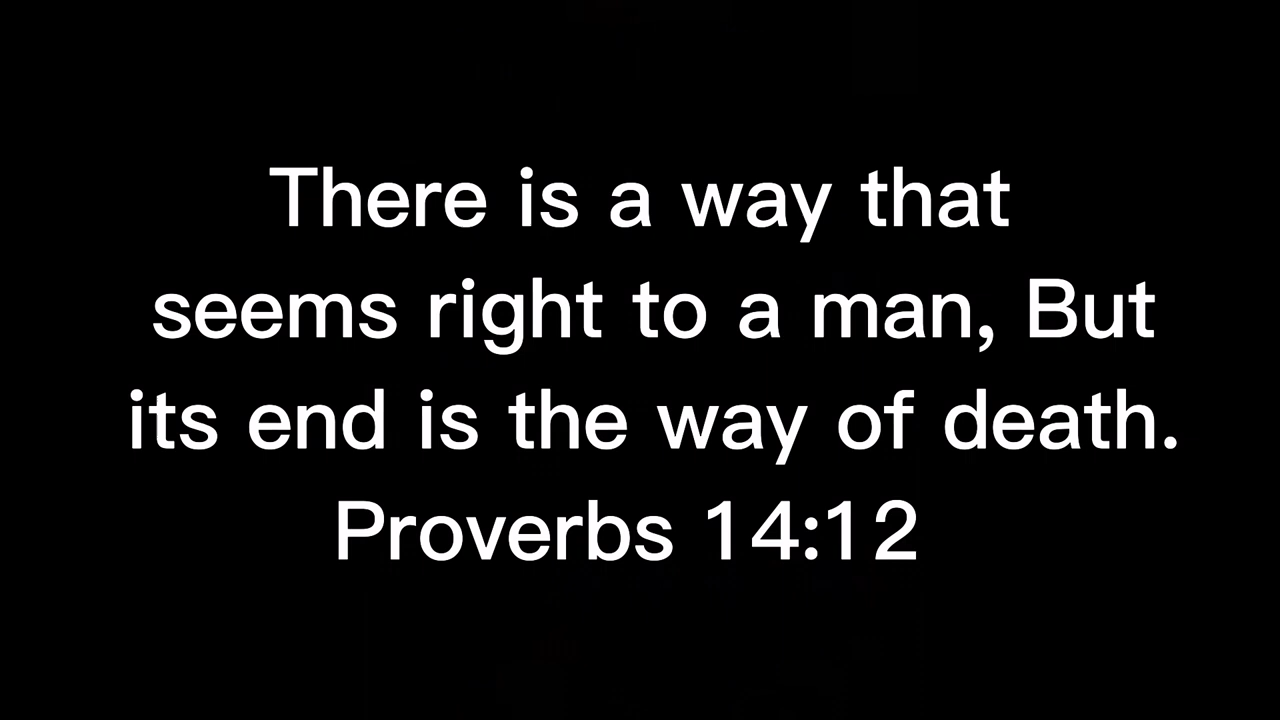 There is a way that
seems right to a man, But
its end is the way of death.
Proverbs 14:12